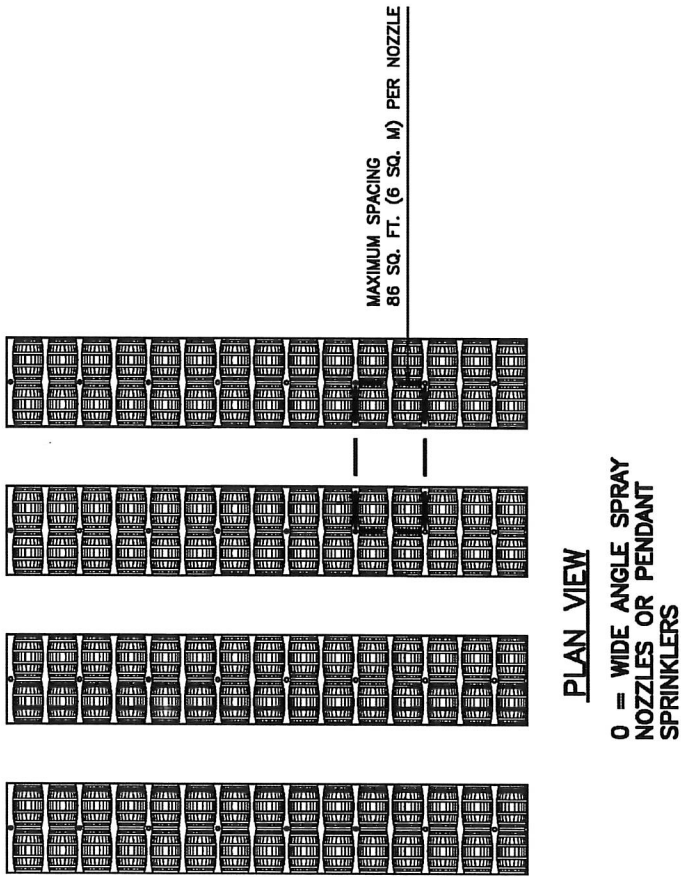 MAXIMUM SPACING
86 SQ. FT. (6 SQ. M) PER NOZZLE
PLAN VIEW
O = WIDE ANGLE SPRAY
NOZZLES OR PENDANT
SPRINKLERS